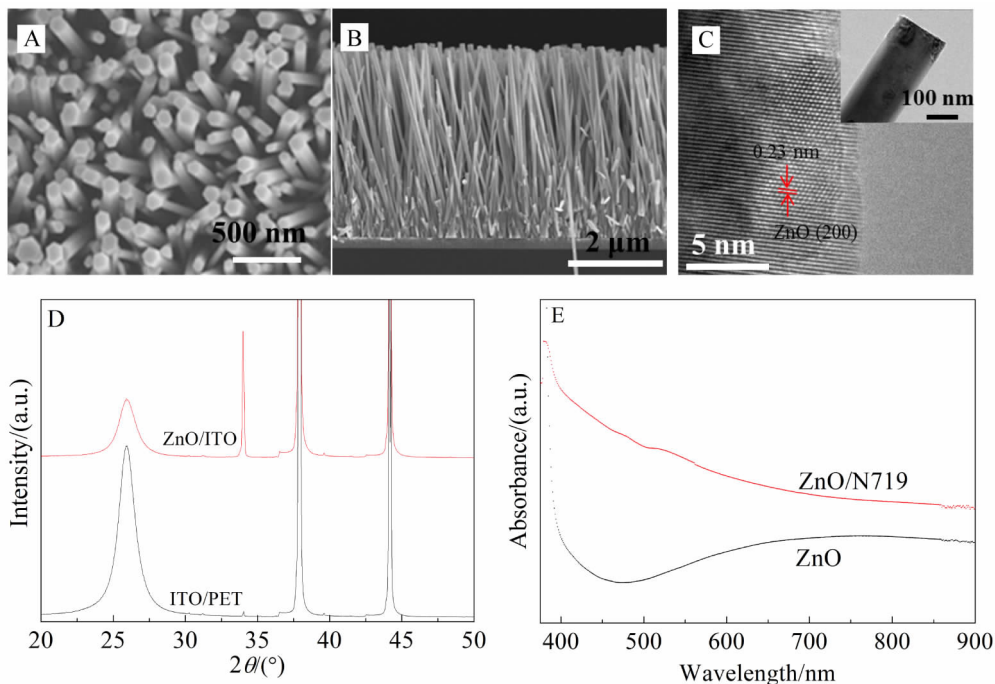 A
500 nm
B
2 μm
C
100 nm
0.23 nm
ZnO (200)
5 nm
D
Intensity/(a.u.)
ZnO/ITO
ITO/PET
20 25 30 35 40 45 50
2θ/(°)
E
Absorbance/(a.u.)
ZnO/N719
ZnO
400 500 600 700 800 900
Wavelength/nm